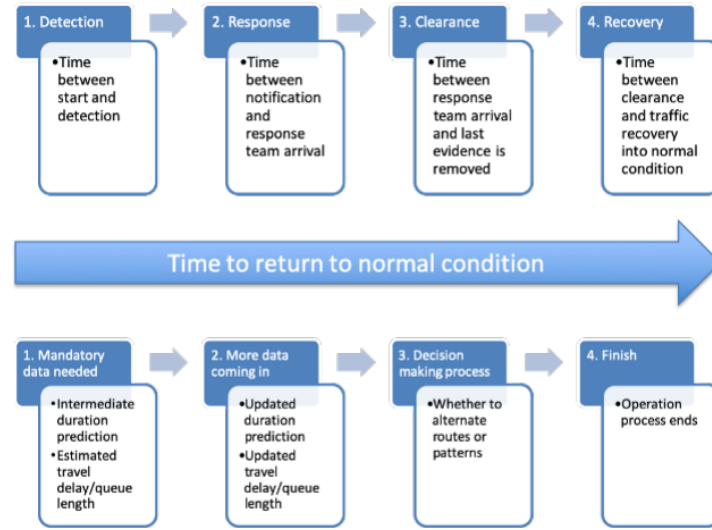 1. Detection
2. Response
3. Clearance
4. Recovery
•Time
between
start and
detection
•Time
between
notification
and
response
team arrival
•Time
between
response
team arrival
and last
evidence is
removed
•Time
between
clearance
and traffic
recovery
into normal
condition
Time to return to normal condition
1. Mandatory
data needed
2. More data
coming in
3. Decision
making process
4. Finish
•Intermediate
duration
prediction
•Estimated
travel
delay/queue
length
•Updated
duration
prediction
•Updated
travel
delay/queue
length
•Whether to
alternate
routes or
patterns
•Operation
process ends